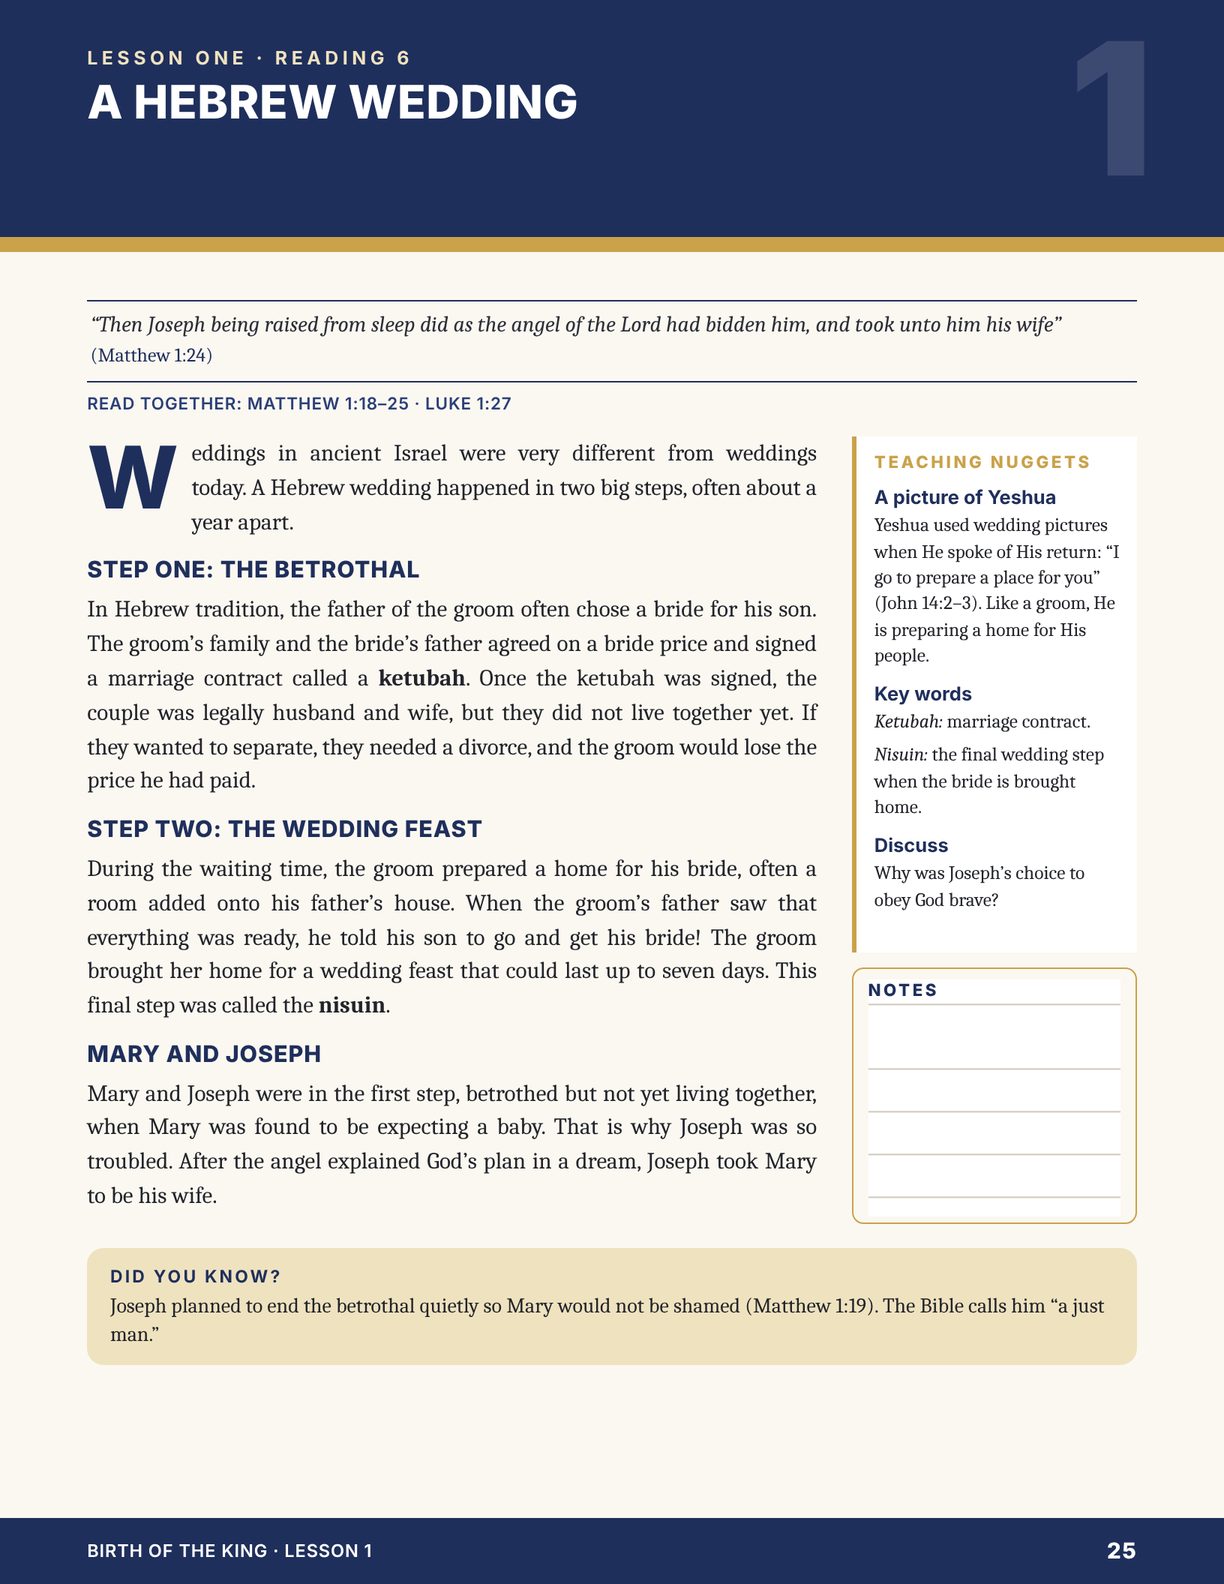 LESSON ONE · READING 6
A HEBREW WEDDING
1
“Then Joseph being raised from sleep did as the angel of the Lord had bidden him, and took unto him his wife”
(Matthew 1:24)
READ TOGETHER: MATTHEW 1:18–25 · LUKE 1:27
Weddings in ancient Israel were very different from weddings
today. A Hebrew wedding happened in two big steps, often about a
year apart.
STEP ONE: THE BETROTHAL
In Hebrew tradition, the father of the groom often chose a bride for his son.
The groom’s family and the bride’s father agreed on a bride price and signed
a marriage contract called a ketubah. Once the ketubah was signed, the
couple was legally husband and wife, but they did not live together yet. If
they wanted to separate, they needed a divorce, and the groom would lose the
price he had paid.
STEP TWO: THE WEDDING FEAST
During the waiting time, the groom prepared a home for his bride, often a
room added onto his father’s house. When the groom’s father saw that
everything was ready, he told his son to go and get his bride! The groom
brought her home for a wedding feast that could last up to seven days. This
final step was called the nisuin.
MARY AND JOSEPH
Mary and Joseph were in the first step, betrothed but not yet living together,
when Mary was found to be expecting a baby. That is why Joseph was so
troubled. After the angel explained God’s plan in a dream, Joseph took Mary
to be his wife.
TEACHING NUGGETS
A picture of Yeshua
Yeshua used wedding pictures
when He spoke of His return: “I
go to prepare a place for you”
(John 14:2–3). Like a groom, He
is preparing a home for His
people.
Key words
Ketubah: marriage contract.
Nisuin: the final wedding step
when the bride is brought
home.
Discuss
Why was Joseph’s choice to
obey God brave?
NOTES
DID YOU KNOW?
Joseph planned to end the betrothal quietly so Mary would not be shamed (Matthew 1:19). The Bible calls him “a just
man.”
BIRTH OF THE KING · LESSON 1
25